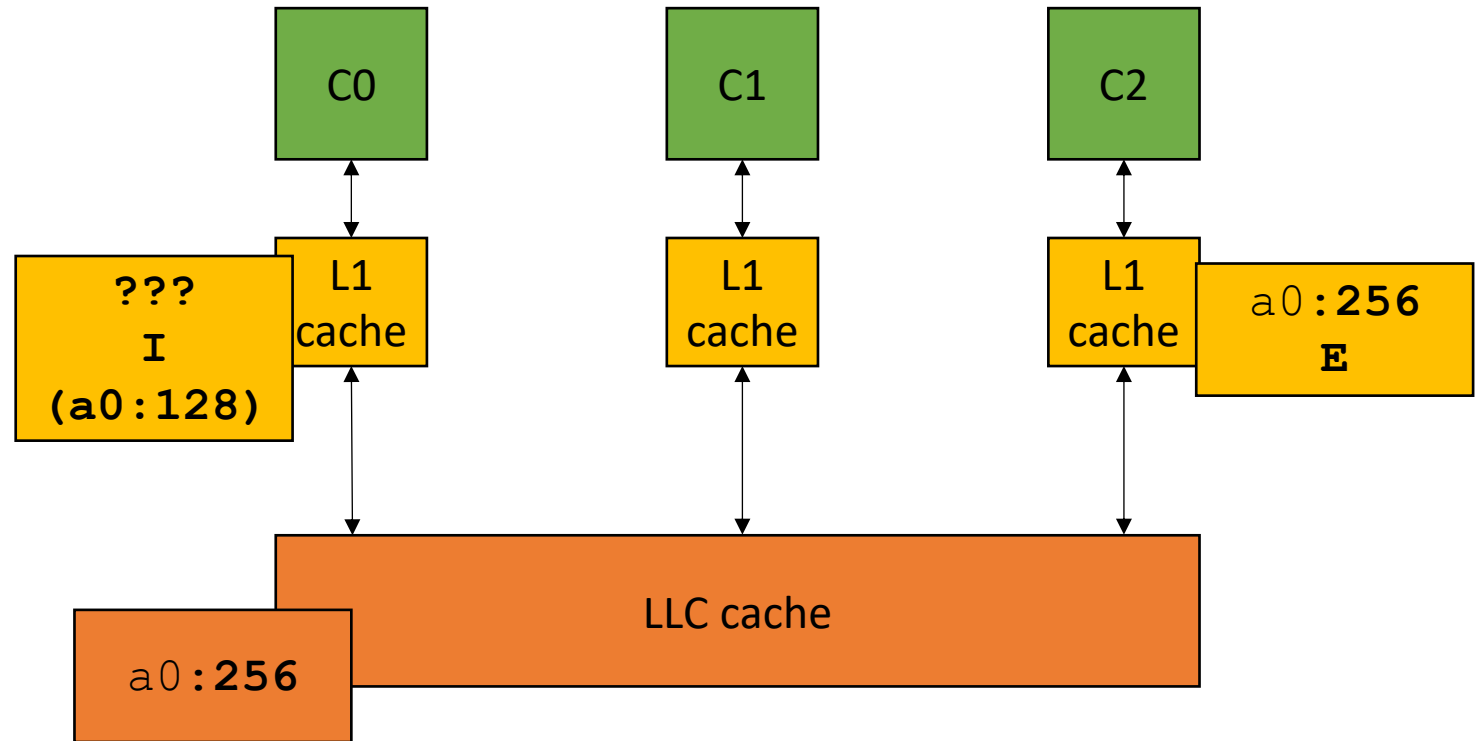 C0
C1
C2
???
I
(a0:128)
L1
cache
L1
cache
L1
cache
a0:256
E
LLC cache
a0:256